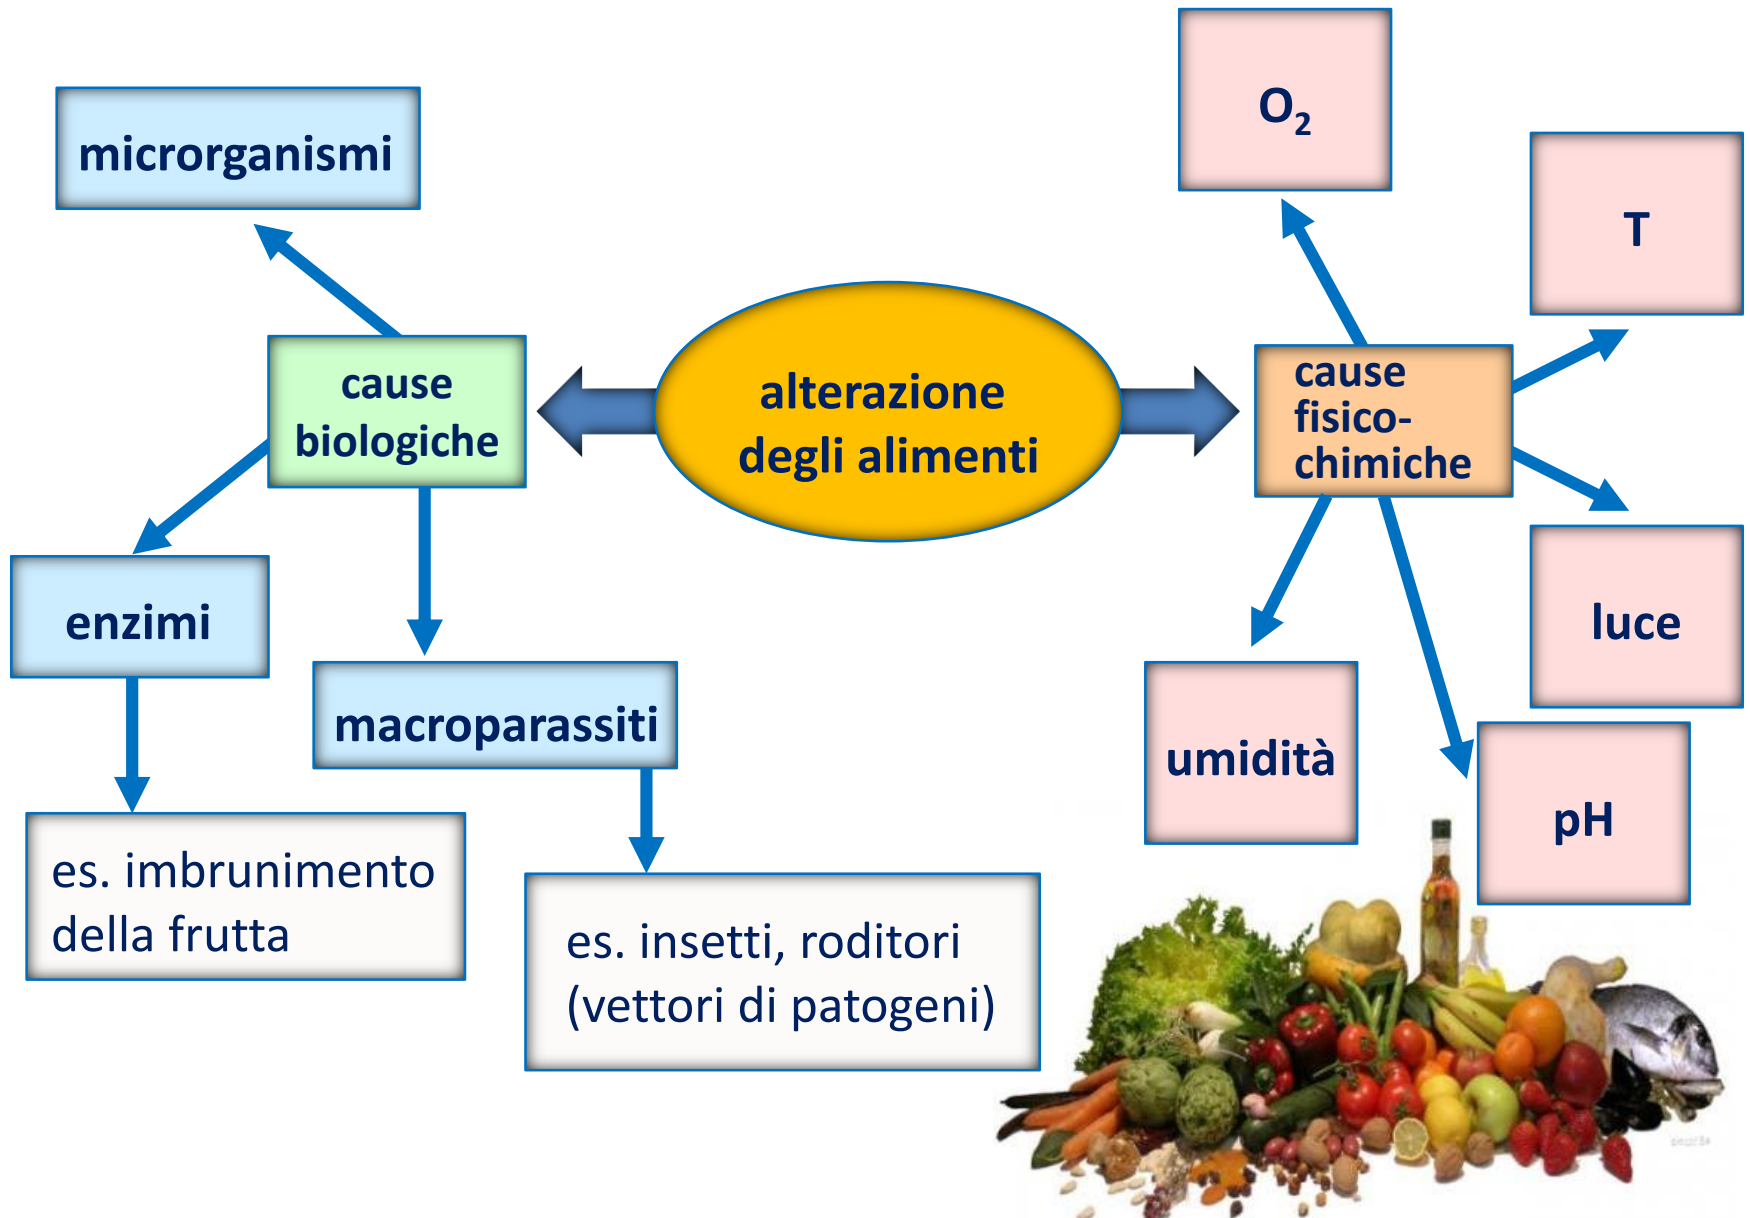 microrganismi
O₂
T
alterazione
degli alimenti
cause
biologiche
cause
fisico-
chimiche
enzimi
macroparassiti
luce
umidità
pH
es. imbrunimento
della frutta
es. insetti, roditori
(vettori di patogeni)